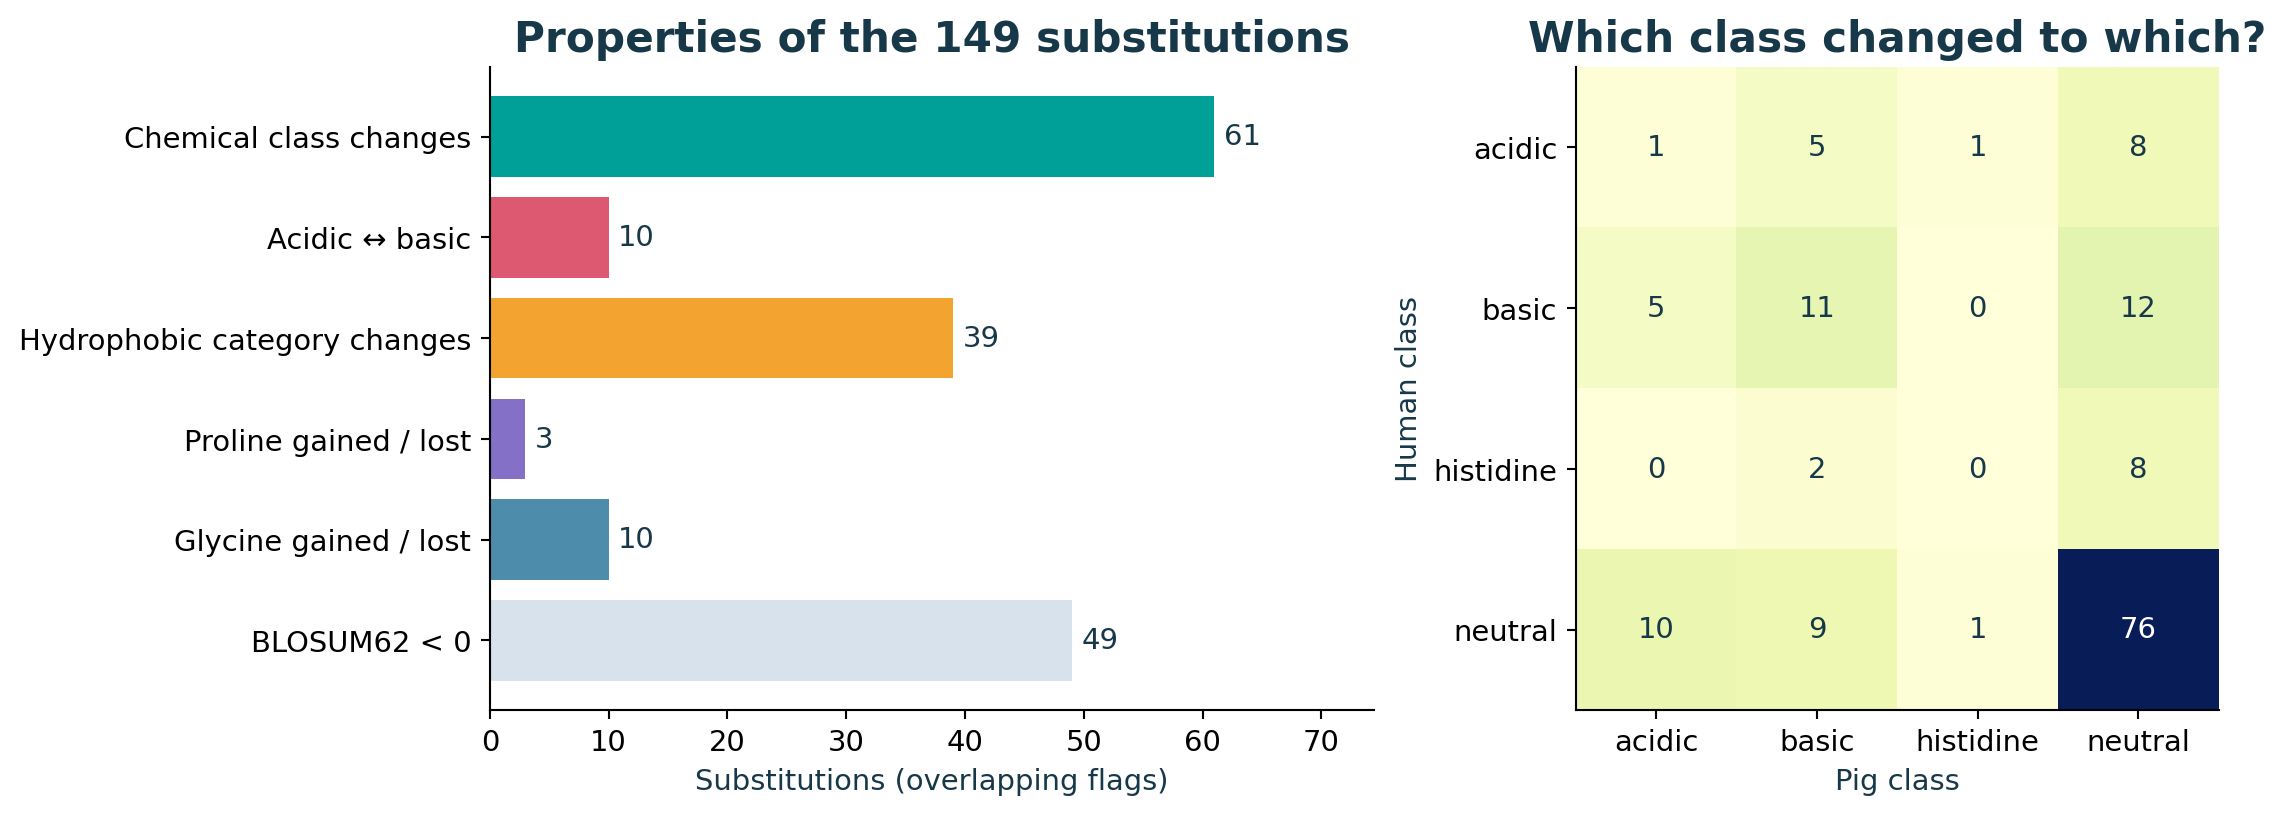 Properties of the 149 substitutions
Chemical class changes
61
Acidic ↔ basic
10
Hydrophobic category changes
39
Proline gained / lost
3
Glycine gained / lost
10
BLOSUM62 < 0
49
0 10 20 30 40 50 60 70
Substitutions (overlapping flags)
Which class changed to which?
Human class
acidic 1 5 1 8
basic 5 11 0 12
histidine 0 2 0 8
neutral 10 9 1 76
acidic basic histidine neutral
Pig class